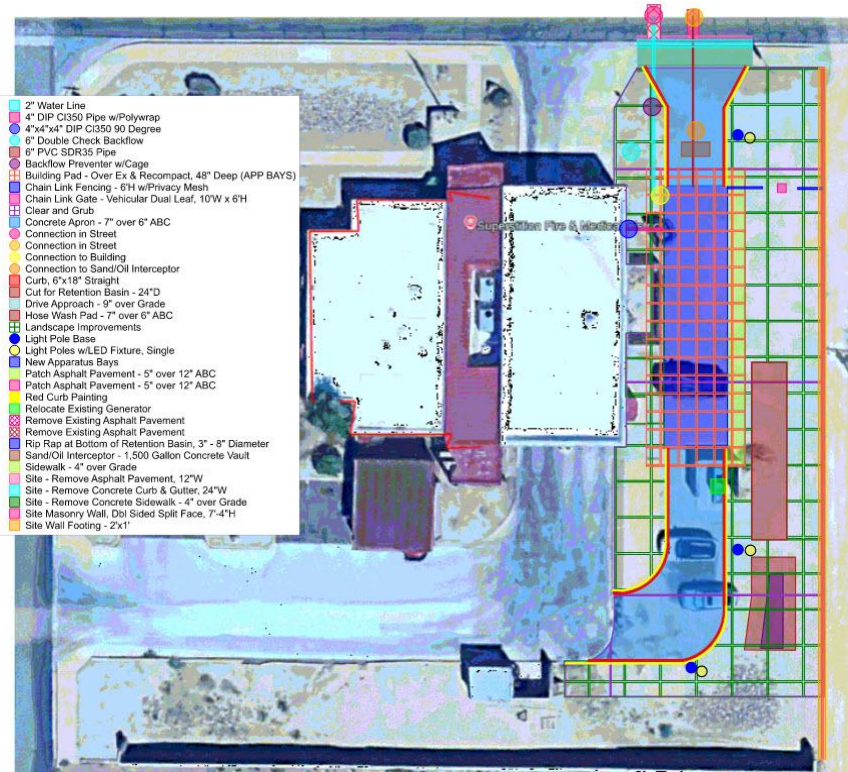 2" Water Line
4" DIP CI350 Pipe w/Polywrap
4"x4"x4" DIP CI350 90 Degree
6" Double Check Backflow
6" PVC SDR35 Pipe
Backflow Preventer w/Cage
Building Pad - Over Ex & Recompact, 48" Deep (APP BAYS)
Chain Link Fencing - 6'H w/Privacy Mesh
Chain Link Gate - Vehicular Dual Leaf, 10'W x 6'H
Clear and Grub
Concrete Apron - 7" over 6" ABC
Connection in Street
Connection in Street
Connection to Building
Connection to Sand/Oil Interceptor
Curb, 6"x18" Straight
Cut for Retention Basin - 24"D
Drive Approach - 9" over Grade
Hose Wash Pad - 7" over 6" ABC
Landscape Improvements
Light Pole Base
Light Poles w/LED Fixture, Single
New Apparatus Bays
Patch Asphalt Pavement - 5" over 12" ABC
Patch Asphalt Pavement - 5" over 12" ABC
Red Curb Painting
Relocate Existing Generator
Remove Existing Asphalt Pavement
Remove Existing Asphalt Pavement
Rip Rap at Bottom of Retention Basin, 3" - 8" Diameter
Sand/Oil Interceptor - 1,500 Gallon Concrete Vault
Sidewalk - 4" over Grade
Site - Remove Asphalt Pavement, 12"W
Site - Remove Concrete Curb & Gutter, 24"W
Site - Remove Concrete Sidewalk - 4" over Grade
Site Masonry Wall, Dbl Sided Split Face, 7'-4"H
Site Wall Footing - 2'x1'
Superstition Fire & Medical